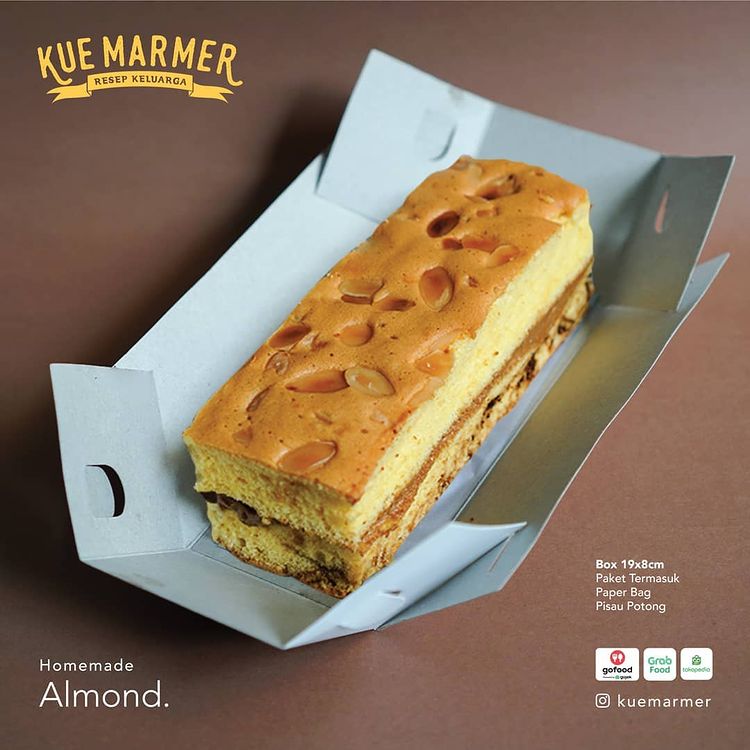 KUE MARMER
RESEP KELUARGA
Box 19x8cm
Paket Termasuk
Paper Bag
Pisau Potong
Homemade
Almond.
gofood
Grab
Food
tokopedia
kuemarmer